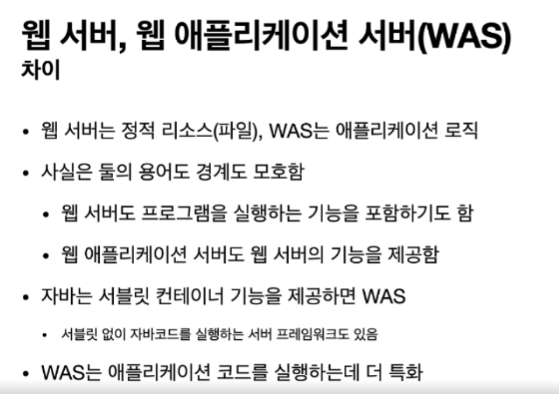 웹 서버, 웹 애플리케이션 서버(WAS)
차이
• 웹 서버는 정적 리소스(파일), WAS는 애플리케이션 로직
• 사실은 둘의 용어도 경계도 모호함
• 웹 서버도 프로그램을 실행하는 기능을 포함하기도 함
• 웹 애플리케이션 서버도 웹 서버의 기능을 제공함
• 자바는 서블릿 컨테이너 기능을 제공하면 WAS
• 서블릿 없이 자바코드를 실행하는 서버 프레임워크도 있음
• WAS는 애플리케이션 코드를 실행하는데 더 특화